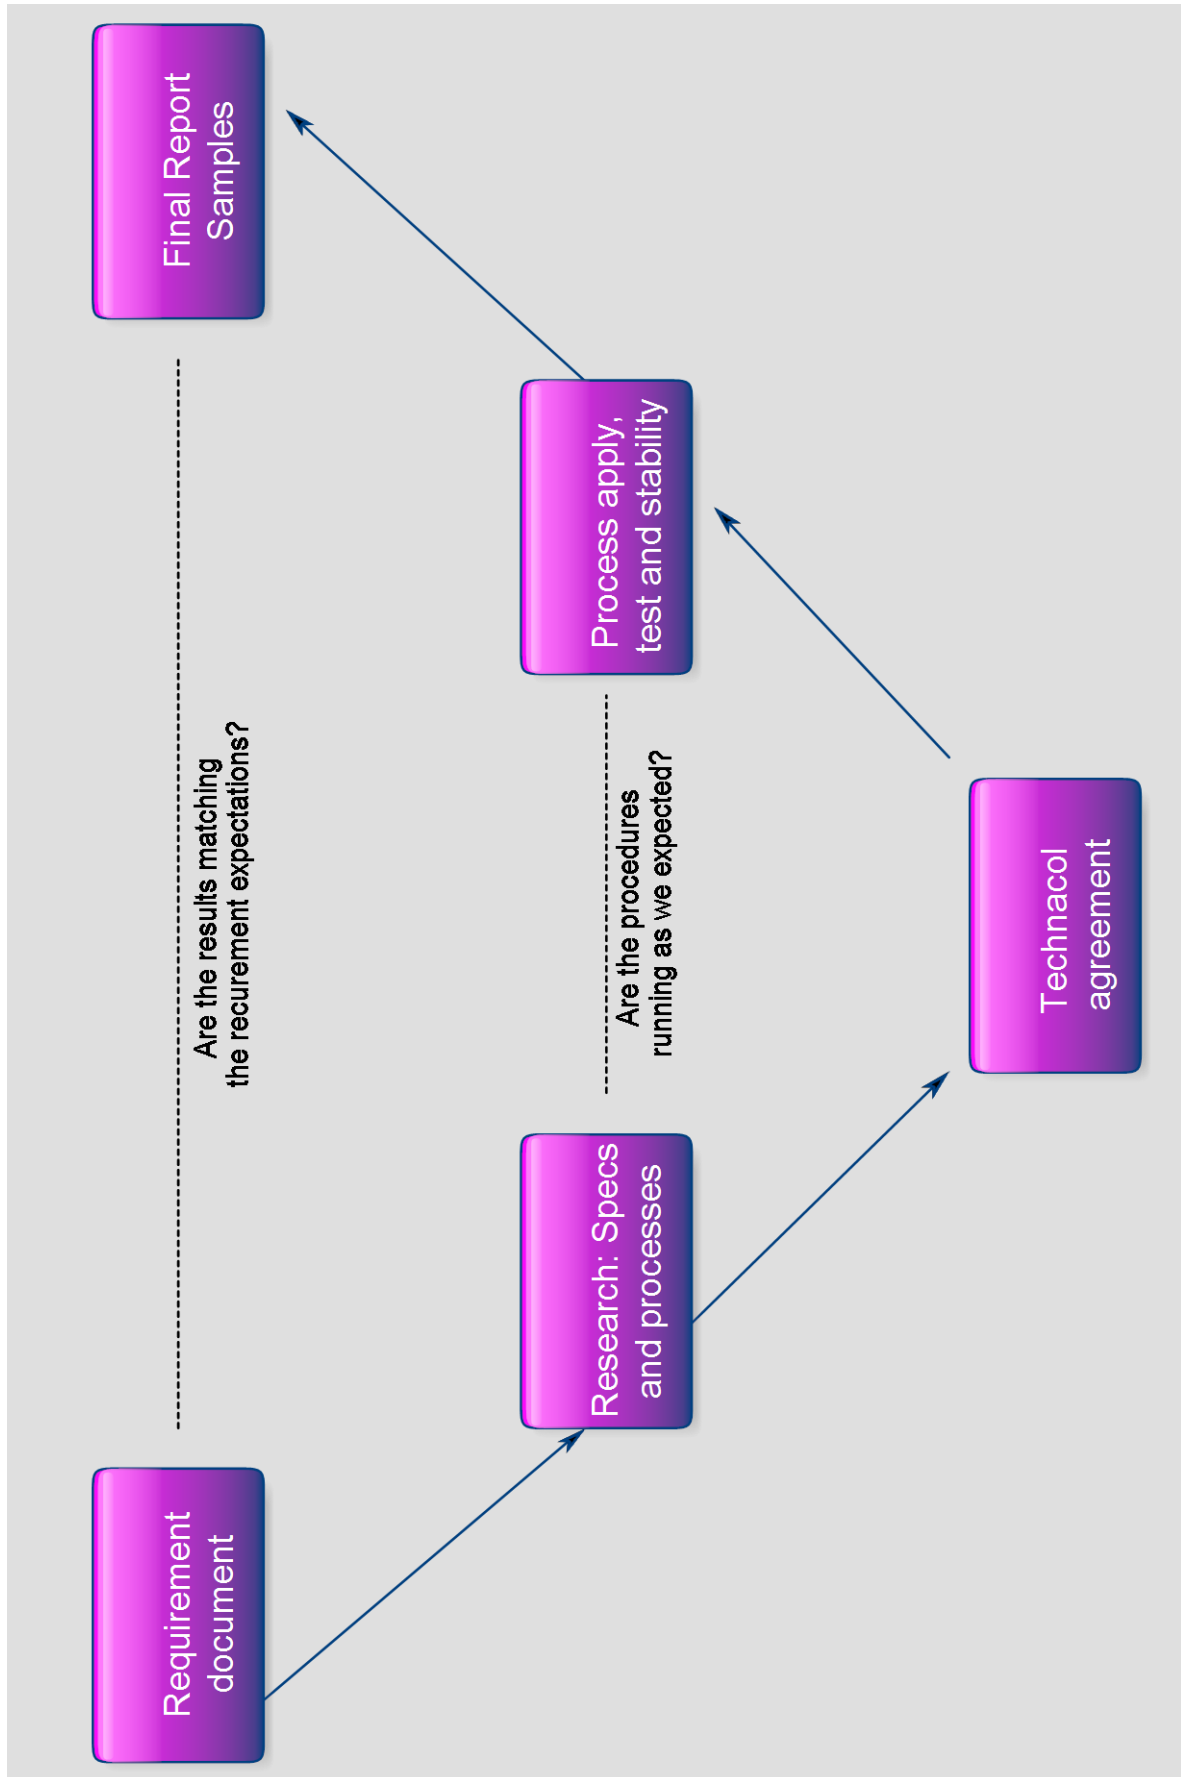 Requirement
document
Are the results matching
the recurement expectations?
Final Report
Samples
Research: Specs
and processes
Are the procedures
running as we expected?
Process apply,
test and stability
Technacol
agreement